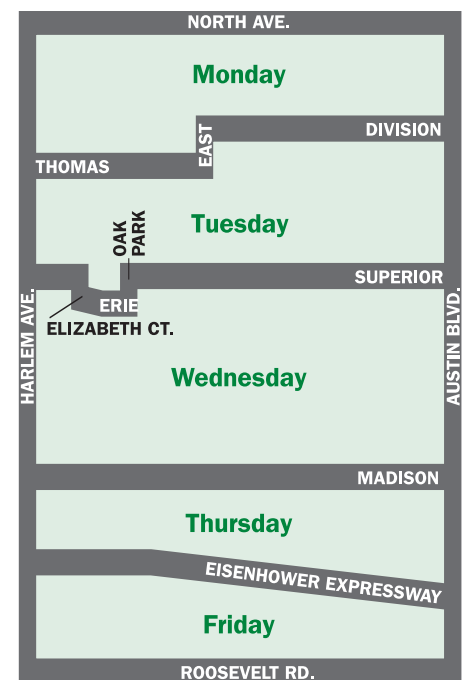 NORTH AVE.
Monday
DIVISION
EAST
THOMAS
Tuesday
OAK
PARK
SUPERIOR
ERIE
ELIZABETH CT.
HARLEM AVE.
AUSTIN BLVD.
Wednesday
MADISON
Thursday
EISENHOWER EXPRESSWAY
Friday
ROOSEVELT RD.